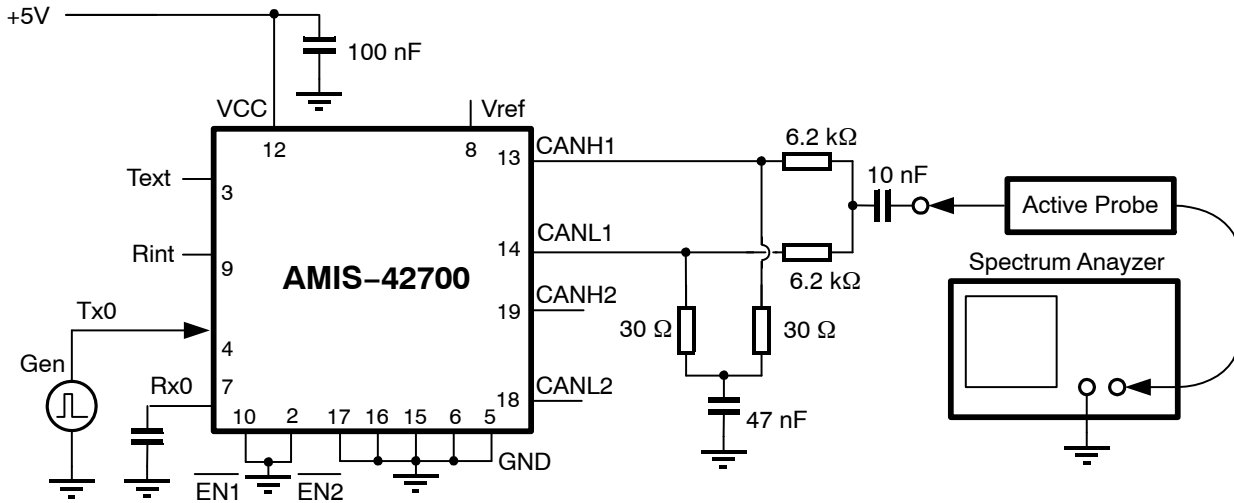 +5V
100 nF
VCC
Vref
12
8
13
CANH1
6.2 kΩ
10 nF
Active Probe
Text
3
14
CANL1
6.2 kΩ
Spectrum Anayzer
Rint
9
AMIS−42700
19
CANH2
Tx0
4
30 Ω
30 Ω
Gen
Rx0
7
18
CANL2
47 nF
10
2
17
16
15
6
5
GND
EN1
EN2